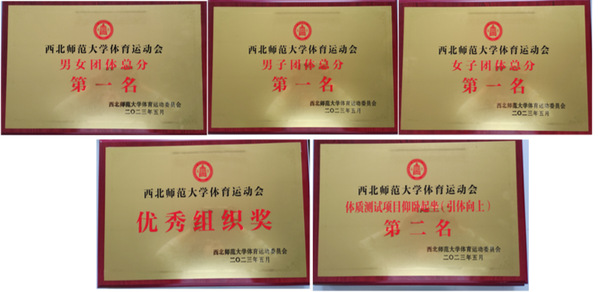 西北师范大学体育运动会
男女团体总分
第一名
西北师范大学体育运动委员会
二〇二三年五月
西北师范大学体育运动会
男子团体总分
第一名
西北师范大学体育运动委员会
二〇二三年五月
西北师范大学体育运动会
女子团体总分
第一名
西北师范大学体育运动委员会
二〇二三年五月
西北师范大学体育运动会
优秀组织奖
西北师范大学体育运动委员会
二〇二三年五月
西北师范大学体育运动会
体质测试项目仰卧起坐(引体向上)
第二名
西北师范大学体育运动委员会
二〇二三年五月